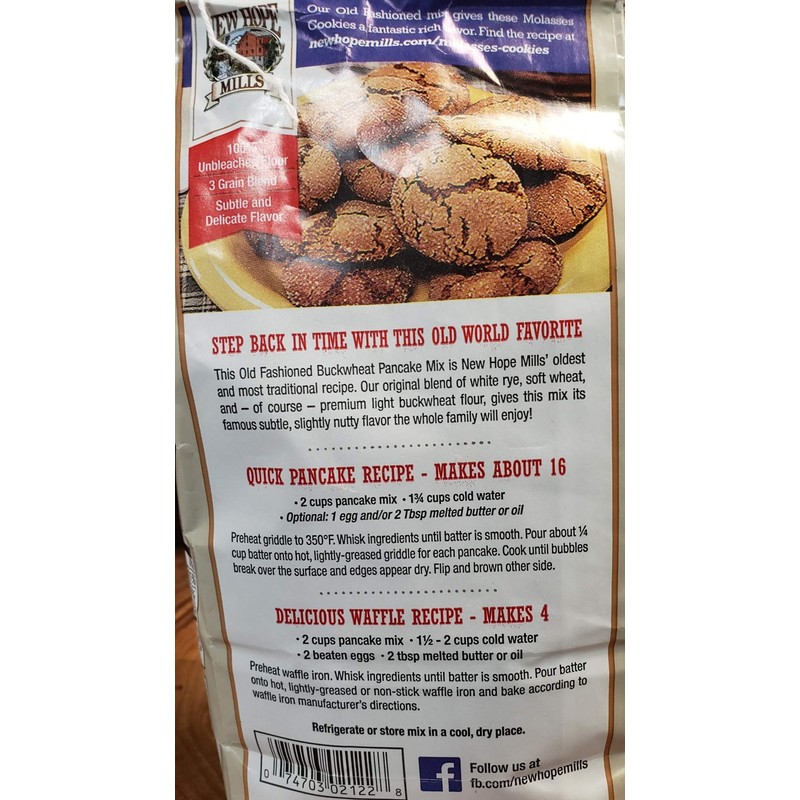 Our Old Fashioned mix gives these Molasses
Cookies a fantastic rich flavor. Find the recipe at
newhopemills.com/molasses-cookies
NEW HOPE
MILLS
100%
Unbleached Flour
3 Grain Blend
Subtle and
Delicate Flavor
STEP BACK IN TIME WITH THIS OLD WORLD FAVORITE
This Old Fashioned Buckwheat Pancake Mix is New Hope Mills' oldest
and most traditional recipe. Our original blend of white rye, soft wheat,
and – of course – premium light buckwheat flour, gives this mix its
famous subtle, slightly nutty flavor the whole family will enjoy!
QUICK PANCAKE RECIPE - MAKES ABOUT 16
• 2 cups pancake mix • 1¾ cups cold water
• Optional: 1 egg and/or 2 Tbsp melted butter or oil
Preheat griddle to 350°F. Whisk ingredients until batter is smooth. Pour about ¼
cup batter onto hot, lightly-greased griddle for each pancake. Cook until bubbles
break over the surface and edges appear dry. Flip and brown other side.
DELICIOUS WAFFLE RECIPE - MAKES 4
• 2 cups pancake mix • 1½ - 2 cups cold water
• 2 beaten eggs • 2 tbsp melted butter or oil
Preheat waffle iron. Whisk ingredients until batter is smooth. Pour batter
onto hot, lightly-greased or non-stick waffle iron and bake according to
waffle iron manufacturer's directions.
Refrigerate or store mix in a cool, dry place.
0 74703 02122 8
f
Follow us at
fb.com/newhopemills